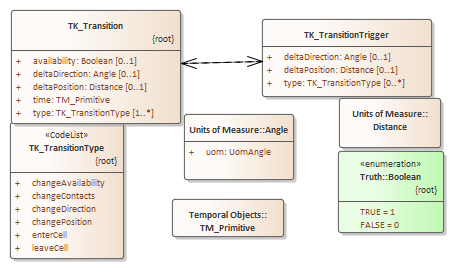 TK_Transition
{root}
+ availability: Boolean [0..1]
+ deltaDirection: Angle [0..1]
+ deltaPosition: Distance [0..1]
+ time: TM_Primitive
+ type: TK_TransitionType [1..*]
TK_TransitionTrigger
+ deltaDirection: Angle [0..1]
+ deltaPosition: Distance [0..1]
+ type: TK_TransitionType [0..*]
«CodeList»
TK_TransitionType
{root}
+ changeAvailability
+ changeContacts
+ changeDirection
+ changePosition
+ enterCell
+ leaveCell
Units of Measure::Angle
+ uom: UomAngle
Units of Measure::
Distance
«enumeration»
Truth::Boolean
{root}
TRUE = 1
FALSE = 0
Temporal Objects::
TM_Primitive